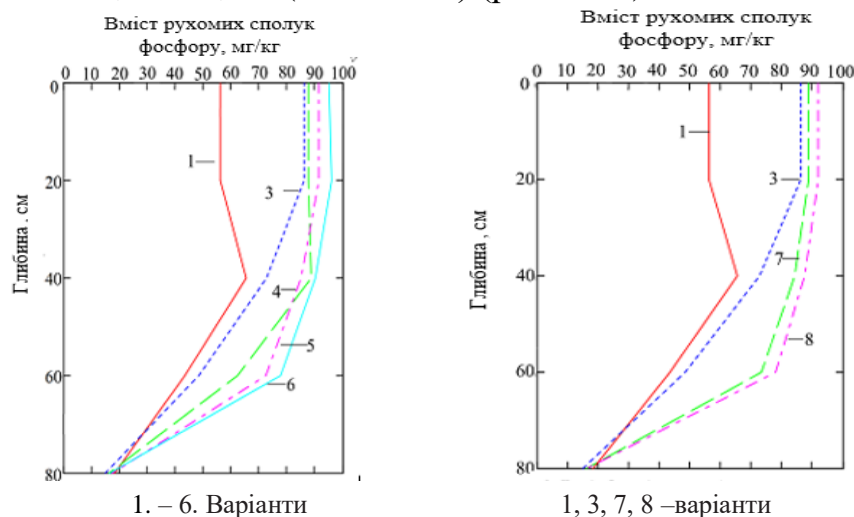 Вміст рухомих сполук
фосфору, мг/кг
0 10 20 30 40 50 60 70 80 90 100
0
20
40
60
80
Глибина . см
1
3
4
5
6
1. – 6. Варіанти
Вміст рухомих сполук
фосфору, мг/кг
0 10 20 30 40 50 60 70 80 90 100
0
20
40
60
80
Глибина , см
1
3
7
8
1, 3, 7, 8 –варіанти